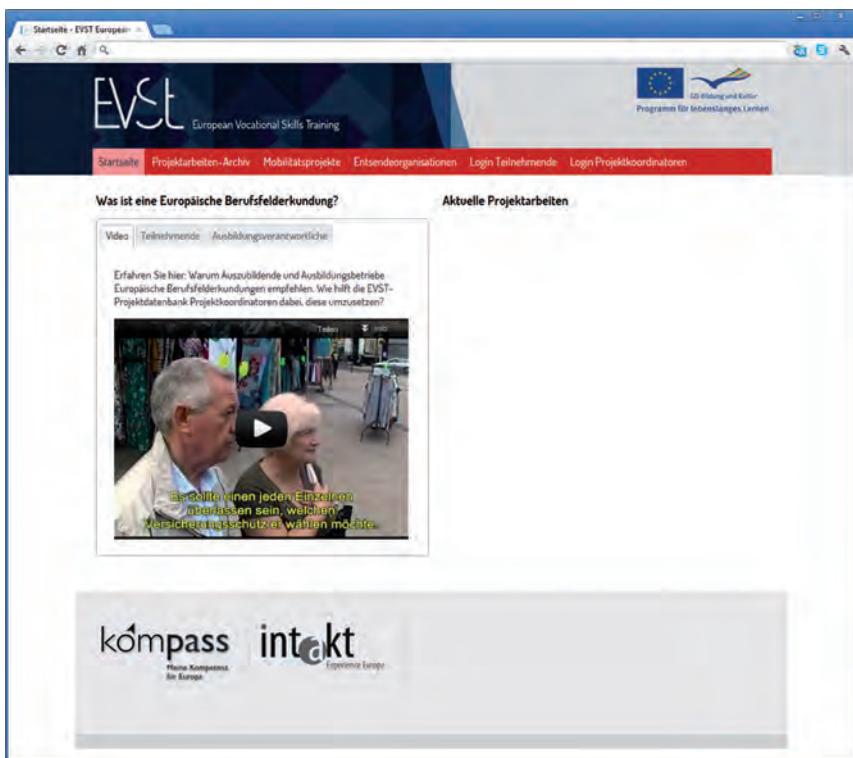 Startseite - EVST European
EVSt European Vocational Skills Training
GD Bildung und Kultur
Programm für lebenslanges Lernen
Startseite Projektarbeiten-Archiv Mobilitätsprojekte Entsendeorganisationen Login Teilnehmende Login Projektkoordinatoren
Was ist eine Europäische Berufsfelderkundung?
Aktuelle Projektarbeiten
Video Teilnehmende Ausbildungsverantwortliche
Erfahren Sie hier: Warum Auszubildende und Ausbildungsbetriebe
Europäische Berufsfelderkundungen empfehlen. Wie hilft die EVST-
Projektdatenbank Projektkoordinatoren dabei, diese umzusetzen?
Teilen
Es sollte einen jeden Einzelnen
überlassen sein, welchen
Versicherungsschutz er wählen möchte.
kompass
Meine Kompetenz
für Europa
intakt
Experience Europe